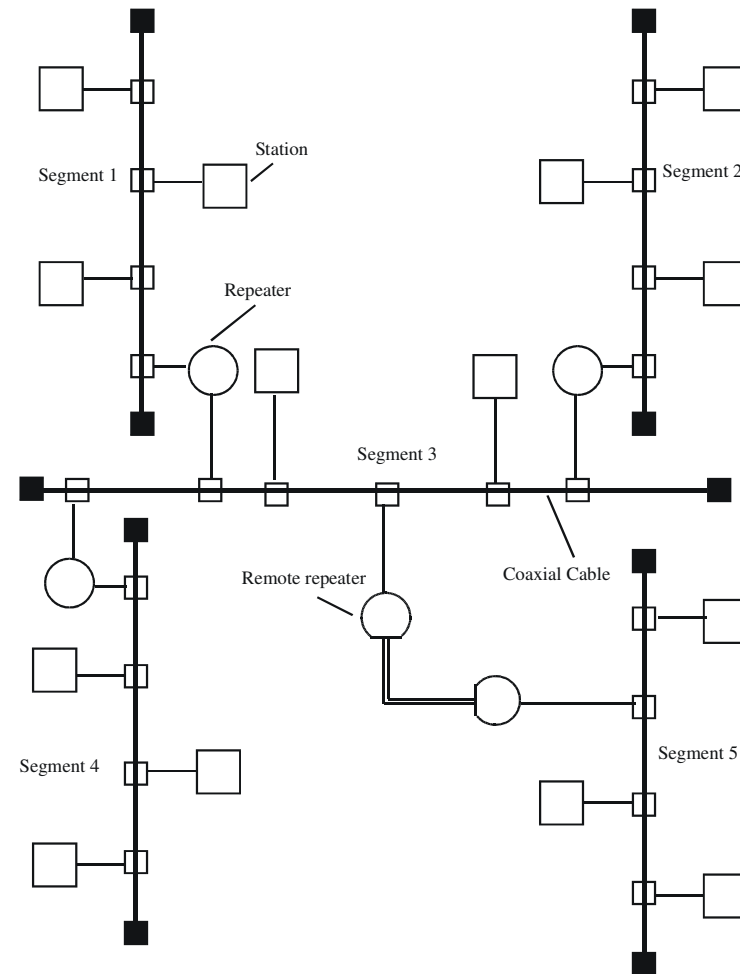 Station
Segment 1
Segment 2
Repeater
Segment 3
Remote repeater
Coaxial Cable
Segment 4
Segment 5